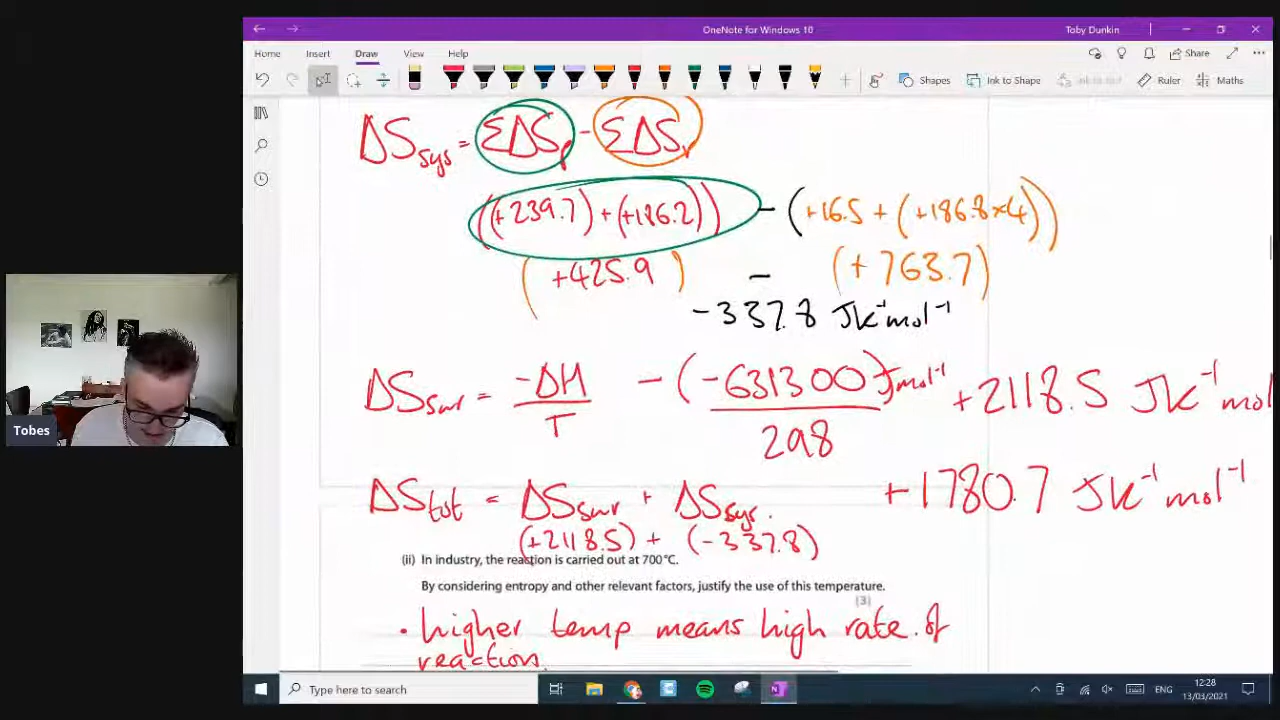 OneNote for Windows 10
Toby Dunkin
Home Insert Draw View Help
Share
Shapes Ink to Shape Ink to text Ruler Maths
ΔSsys = ΣΔSp - ΣΔSr
((+239.7) + (+186.2)) - (+16.5 + (+186.8×4))
(+425.9) - (+763.7)
-337.8 JK⁻¹mol⁻¹
ΔSsurr = -ΔH/T -(-631300)Jmol⁻¹/298 +2118.5 JK⁻¹mol
ΔStot = ΔSsurr + ΔSsys. +1780.7 JK⁻¹mol⁻¹
(+2118.5) + (-337.8)
(ii) In industry, the reaction is carried out at 700°C.
By considering entropy and other relevant factors, justify the use of this temperature.
(3)
• higher temp means high rate of
reaction.
Tobes
Type here to search
ENG
12:28
13/03/2021